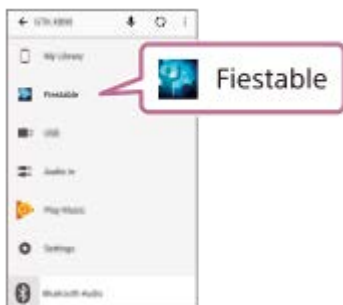 My Library
Fiestable
Fiestable
USB
Audio in
Play Music
Settings
Bluetooth Audio